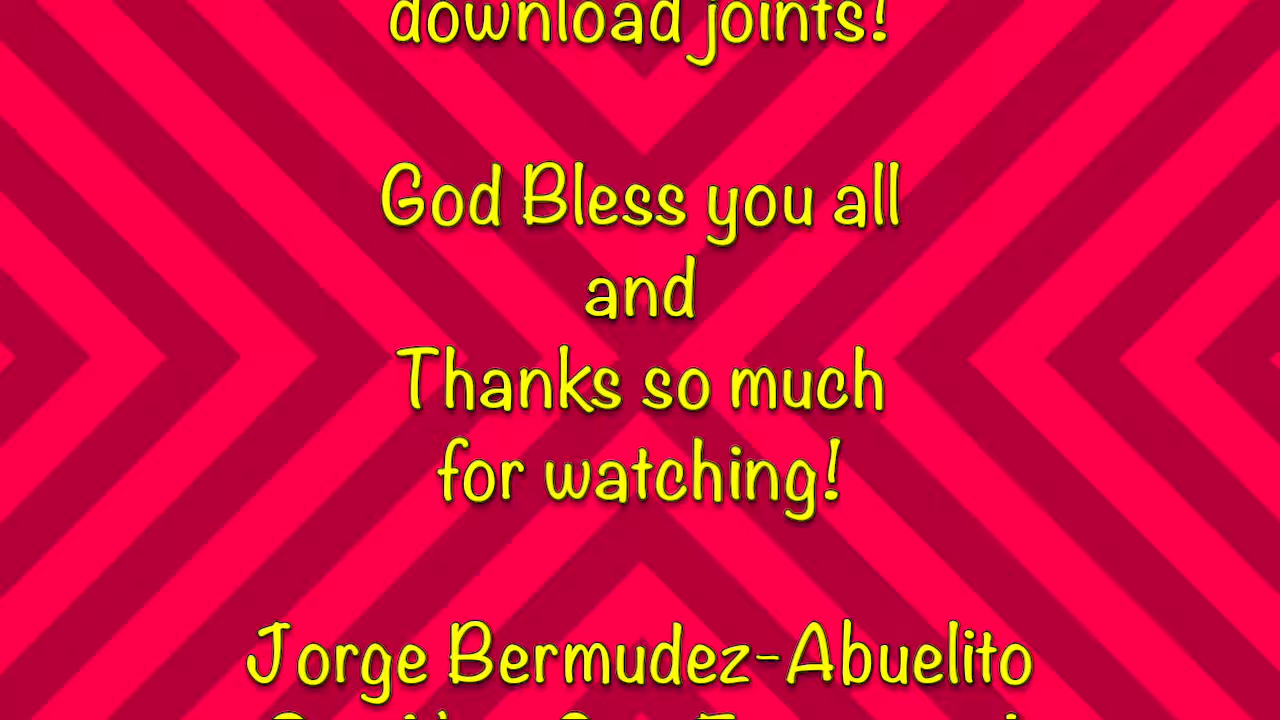 download joints!
God Bless you all
and
Thanks so much
for watching!
Jorge Bermudez-Abuelito